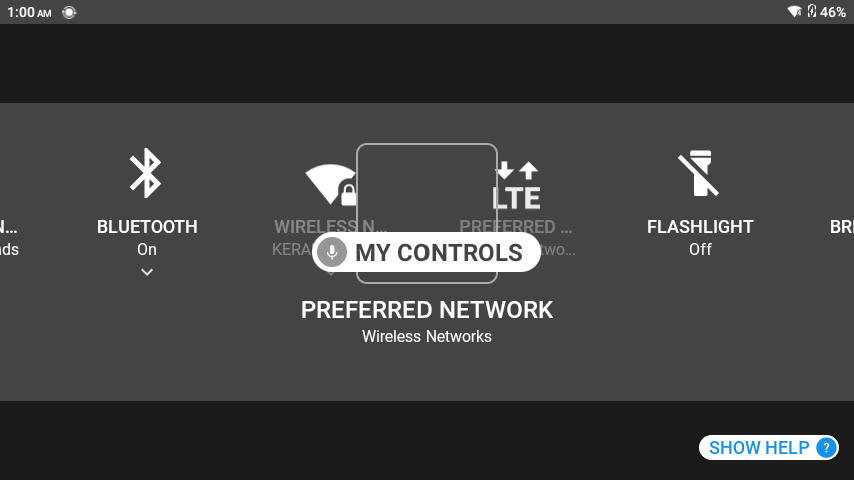 1:00 AM
46%
N...
BLUETOOTH
WIRELESS N...
PREFERRED ...
FLASHLIGHT
BRI
nds
On
KERA
two...
Off
LTE
MY CONTROLS
PREFERRED NETWORK
Wireless Networks
SHOW HELP ?